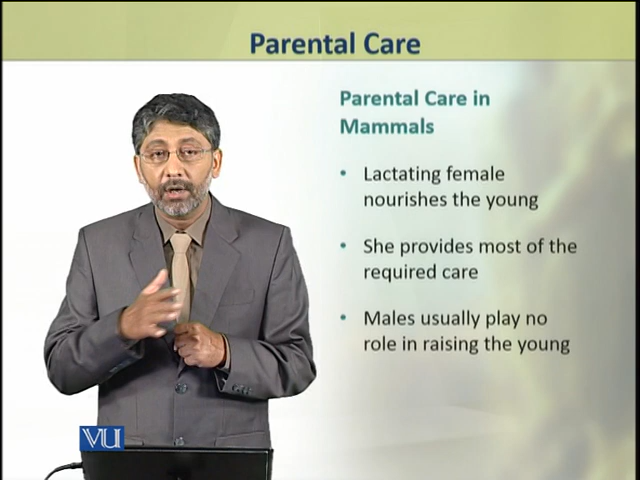 Parental Care
Parental Care in
Mammals
• Lactating female
nourishes the young
• She provides most of the
required care
• Males usually play no
role in raising the young
VU